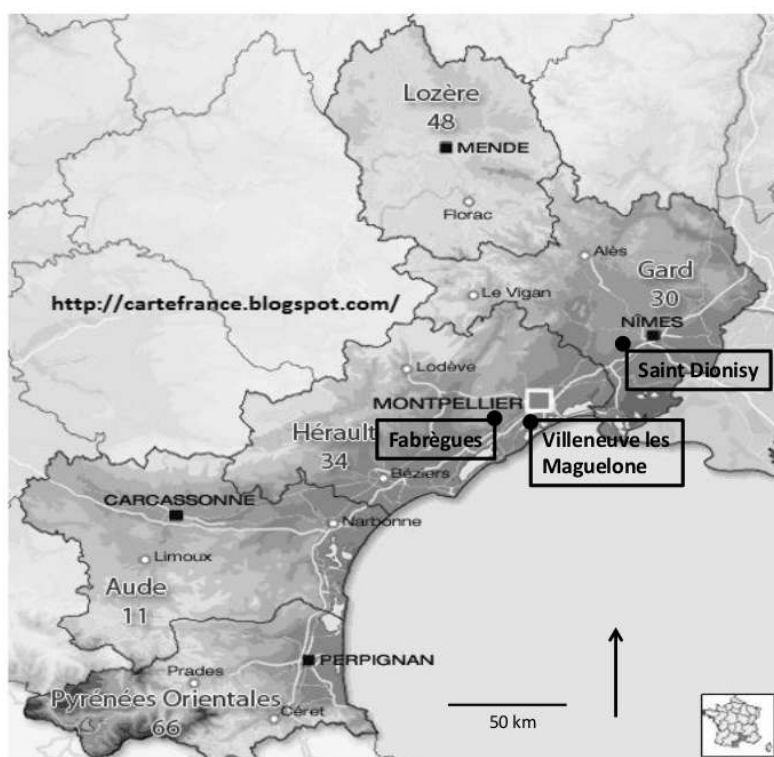 Lozère
48
MENDE
Florac
Alès
Gard
30
http://cartefrance.blogspot.com/
Le Vigan
NÎMES
Saint Dionisy
Lodève
MONTPELLIER
Fabrègues
Villeneuve les
Maguelone
Hérault
34
Béziers
CARCASSONNE
Narbonne
Limoux
Aude
11
PERPIGNAN
Prades
Pyrénées Orientales
66
Céret
50 km